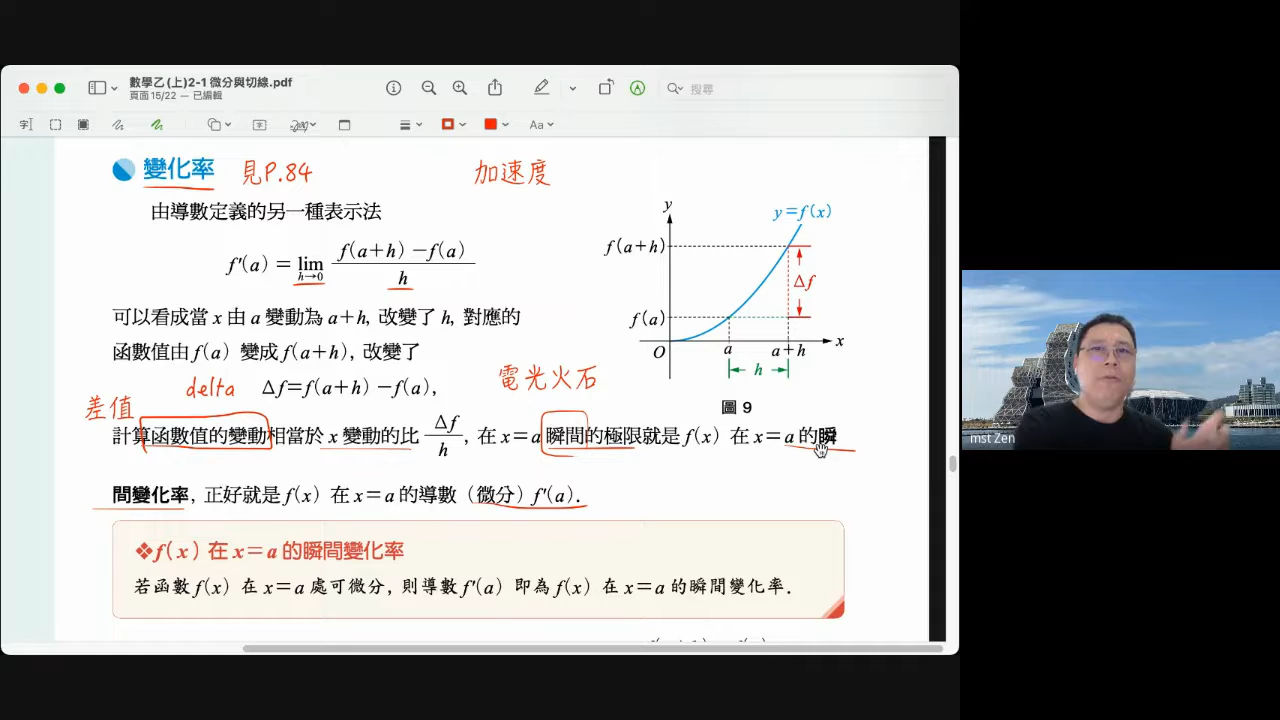 數學乙(上)2-1 微分與切線.pdf
頁面 15/22 — 已編輯
搜尋
字
Aa
變化率 見P.84 加速度
由導數定義的另一種表示法
f'(a) = lim h→0 f(a+h)-f(a) / h
可以看成當 x 由 a 變動為 a+h, 改變了 h, 對應的
函數值由 f(a) 變成 f(a+h), 改變了
delta Δf=f(a+h)-f(a), 電光火石
差值
計算函數值的變動相當於 x 變動的比 Δf/h, 在 x=a 瞬間的極限就是 f(x) 在 x=a 的瞬
間變化率, 正好就是 f(x) 在 x=a 的導數(微分) f'(a).
❖f(x) 在 x=a 的瞬間變化率
若函數 f(x) 在 x=a 處可微分, 則導數 f'(a) 即為 f(x) 在 x=a 的瞬間變化率.
y
y=f(x)
f(a+h)
Δf
f(a)
O a a+h x
h
圖 9
mst Zen